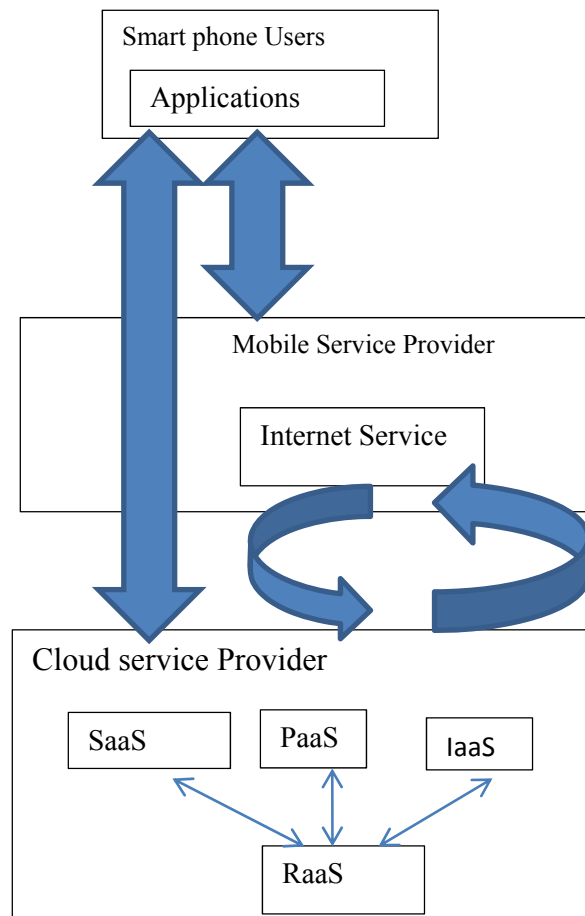 Smart phone Users
Applications
Mobile Service Provider
Internet Service
Cloud service Provider
SaaS
PaaS
IaaS
RaaS